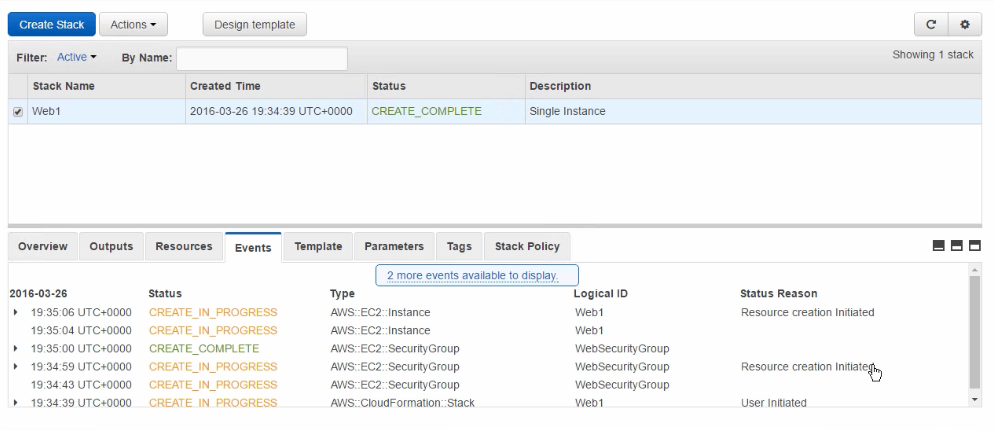 Create Stack Actions Design template
Filter: Active By Name: Showing 1 stack
Stack Name Created Time Status Description
Web1 2016-03-26 19:34:39 UTC+0000 CREATE_COMPLETE Single Instance
Overview Outputs Resources Events Template Parameters Tags Stack Policy
2 more events available to display.
2016-03-26 Status Type Logical ID Status Reason
19:35:06 UTC+0000 CREATE_IN_PROGRESS AWS::EC2::Instance Web1 Resource creation Initiated
19:35:04 UTC+0000 CREATE_IN_PROGRESS AWS::EC2::Instance Web1
19:35:00 UTC+0000 CREATE_COMPLETE AWS::EC2::SecurityGroup WebSecurityGroup
19:34:59 UTC+0000 CREATE_IN_PROGRESS AWS::EC2::SecurityGroup WebSecurityGroup Resource creation Initiated
19:34:43 UTC+0000 CREATE_IN_PROGRESS AWS::EC2::SecurityGroup WebSecurityGroup
19:34:39 UTC+0000 CREATE_IN_PROGRESS AWS::CloudFormation::Stack Web1 User Initiated